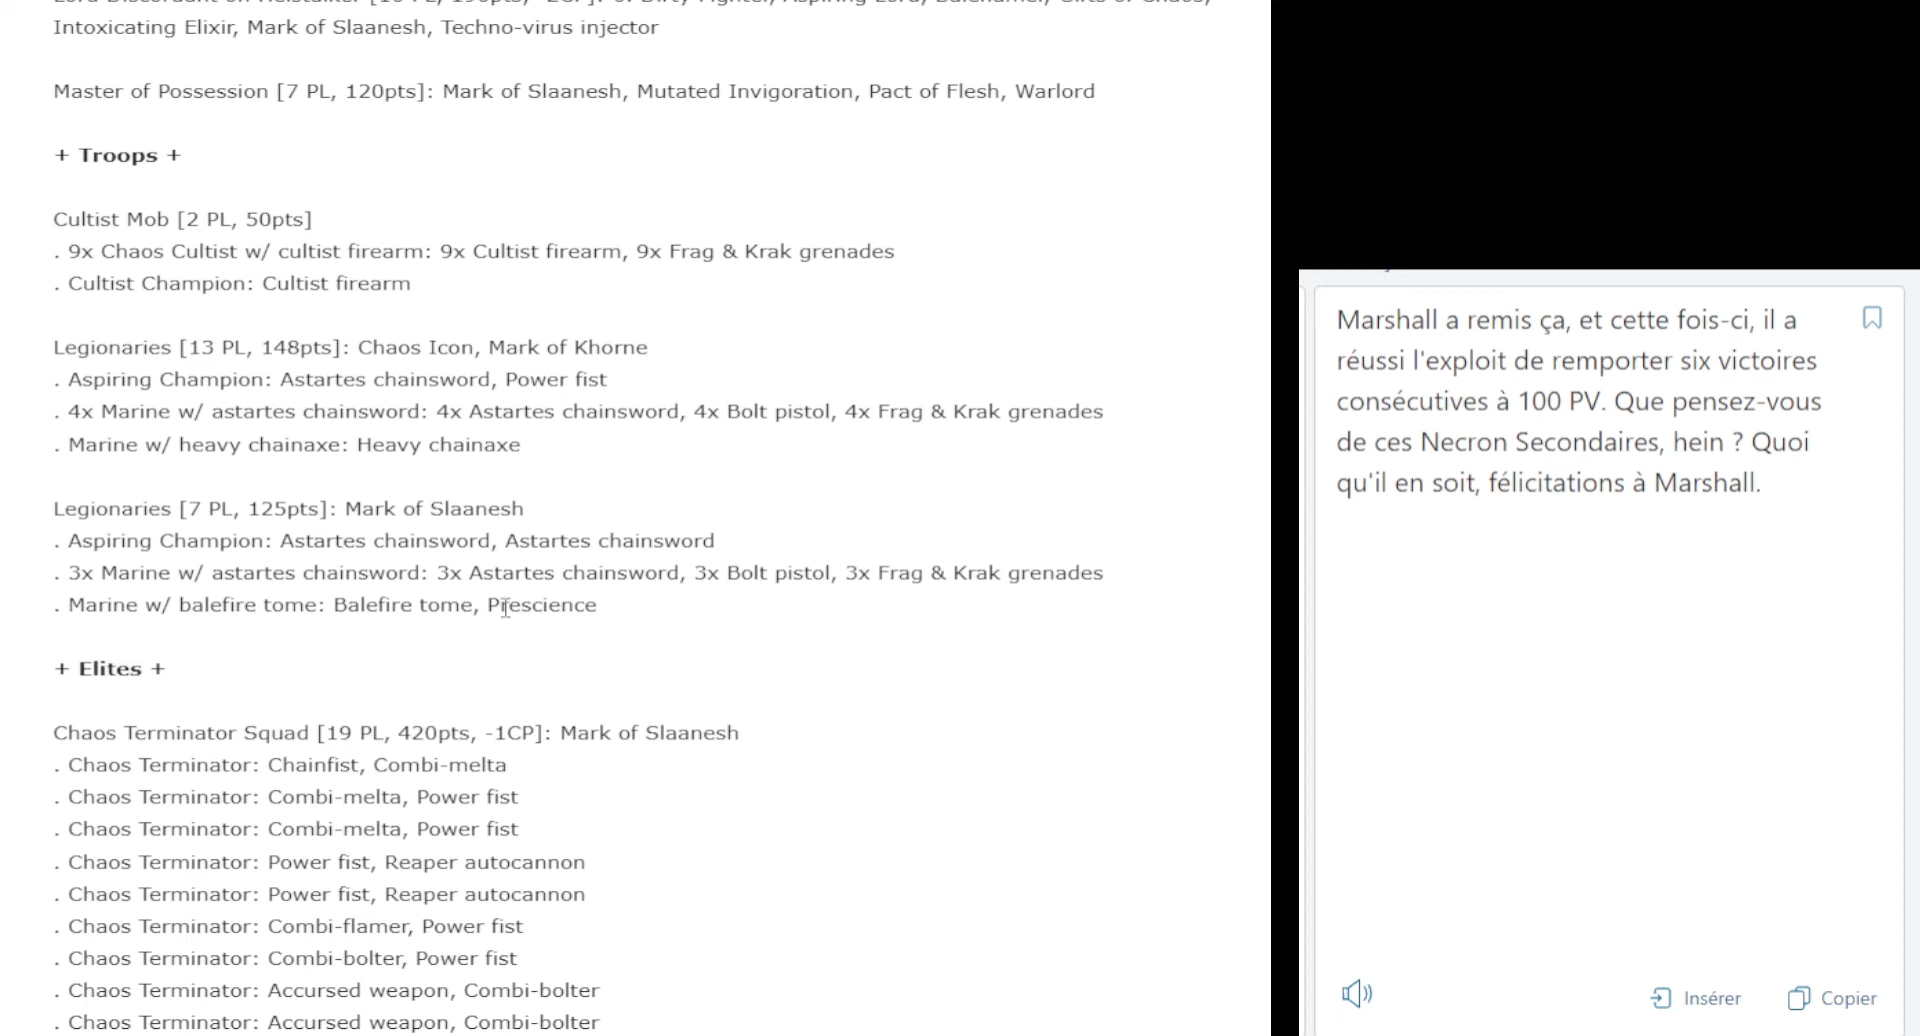 Intoxicating Elixir, Mark of Slaanesh, Techno-virus injector
Master of Possession [7 PL, 120pts]: Mark of Slaanesh, Mutated Invigoration, Pact of Flesh, Warlord
+ Troops +
Cultist Mob [2 PL, 50pts]
. 9x Chaos Cultist w/ cultist firearm: 9x Cultist firearm, 9x Frag & Krak grenades
. Cultist Champion: Cultist firearm
Legionaries [13 PL, 148pts]: Chaos Icon, Mark of Khorne
. Aspiring Champion: Astartes chainsword, Power fist
. 4x Marine w/ astartes chainsword: 4x Astartes chainsword, 4x Bolt pistol, 4x Frag & Krak grenades
. Marine w/ heavy chainaxe: Heavy chainaxe
Legionaries [7 PL, 125pts]: Mark of Slaanesh
. Aspiring Champion: Astartes chainsword, Astartes chainsword
. 3x Marine w/ astartes chainsword: 3x Astartes chainsword, 3x Bolt pistol, 3x Frag & Krak grenades
. Marine w/ balefire tome: Balefire tome, Prescience
+ Elites +
Chaos Terminator Squad [19 PL, 420pts, -1CP]: Mark of Slaanesh
. Chaos Terminator: Chainfist, Combi-melta
. Chaos Terminator: Combi-melta, Power fist
. Chaos Terminator: Combi-melta, Power fist
. Chaos Terminator: Power fist, Reaper autocannon
. Chaos Terminator: Power fist, Reaper autocannon
. Chaos Terminator: Combi-flamer, Power fist
. Chaos Terminator: Combi-bolter, Power fist
. Chaos Terminator: Accursed weapon, Combi-bolter
. Chaos Terminator: Accursed weapon, Combi-bolter
Marshall a remis ça, et cette fois-ci, il a
réussi l'exploit de remporter six victoires
consécutives à 100 PV. Que pensez-vous
de ces Necron Secondaires, hein ? Quoi
qu'il en soit, félicitations à Marshall.
Insérer
Copier